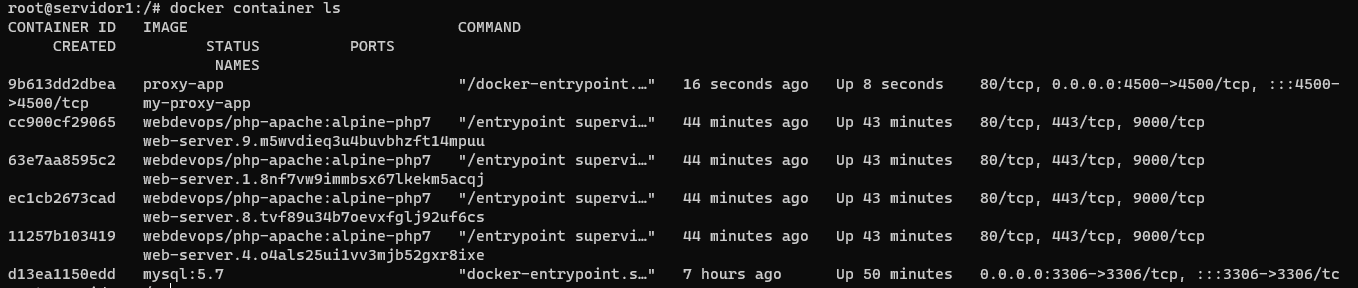 root@servidor1:/# docker container ls
CONTAINER ID   IMAGE                               COMMAND
     CREATED          STATUS          PORTS
                       NAMES
9b613dd2dbea   proxy-app                           "/docker-entrypoint.…"   16 seconds ago   Up 8 seconds    80/tcp, 0.0.0.0:4500->4500/tcp, :::4500-
>4500/tcp      my-proxy-app
cc900cf29065   webdevops/php-apache:alpine-php7   "/entrypoint supervi…"   44 minutes ago   Up 43 minutes   80/tcp, 443/tcp, 9000/tcp
               web-server.9.m5wvdieq3u4buvbhzft14mpuu
63e7aa8595c2   webdevops/php-apache:alpine-php7   "/entrypoint supervi…"   44 minutes ago   Up 43 minutes   80/tcp, 443/tcp, 9000/tcp
               web-server.1.8nf7vw9immbsx67lkekm5acqj
ec1cb2673cad   webdevops/php-apache:alpine-php7   "/entrypoint supervi…"   44 minutes ago   Up 43 minutes   80/tcp, 443/tcp, 9000/tcp
               web-server.8.tvf89u34b7oevxfglj92uf6cs
11257b103419   webdevops/php-apache:alpine-php7   "/entrypoint supervi…"   44 minutes ago   Up 43 minutes   80/tcp, 443/tcp, 9000/tcp
               web-server.4.o4als25ui1vv3mjb52gxr8ixe
d13ea1150edd   mysql:5.7                           "docker-entrypoint.s…"   7 hours ago      Up 50 minutes   0.0.0.0:3306->3306/tcp, :::3306->3306/tc